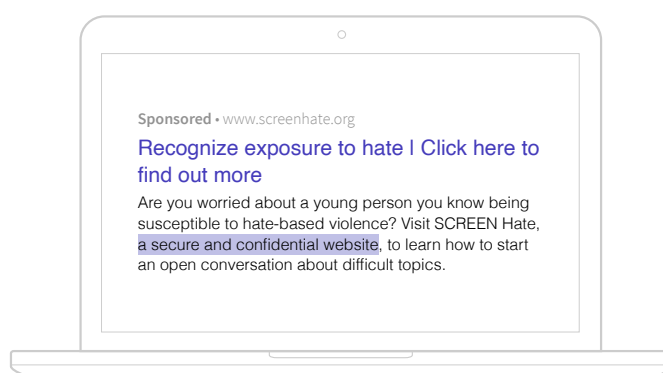 Sponsored • www.screenhate.org
Recognize exposure to hate | Click here to
find out more
Are you worried about a young person you know being
susceptible to hate-based violence? Visit SCREEN Hate,
a secure and confidential website, to learn how to start
an open conversation about difficult topics.